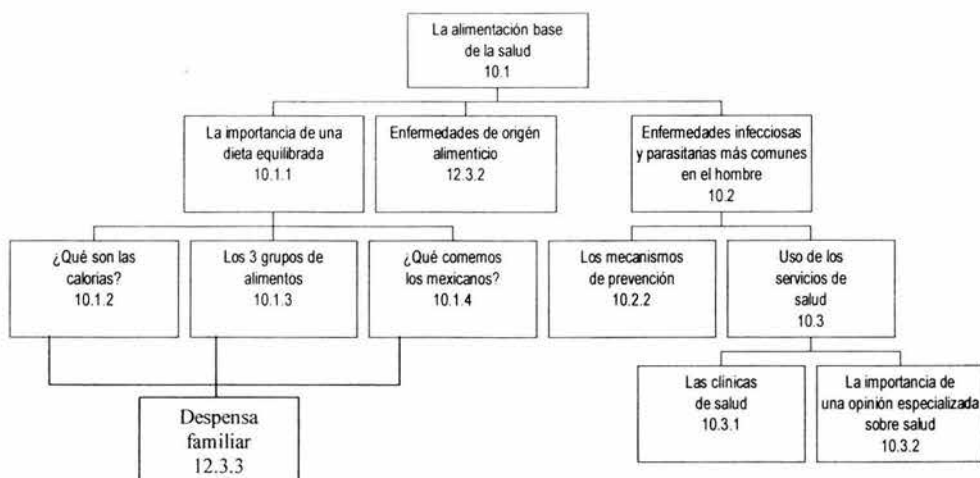 La alimentación base
de la salud
10.1
La importancia de una
dieta equilibrada
10.1.1
Enfermedades de origén
alimenticio
12.3.2
Enfermedades infecciosas
y parasitarias más comunes
en el hombre
10.2
¿Qué son las
calorías?
10.1.2
Los 3 grupos de
alimentos
10.1.3
¿Qué comemos
los mexicanos?
10.1.4
Los mecanismos
de prevención
10.2.2
Uso de los
servicios de
salud
10.3
Despensa
familiar
12.3.3
Las clínicas
de salud
10.3.1
La importancia de
una opinión especializada
sobre salud
10.3.2